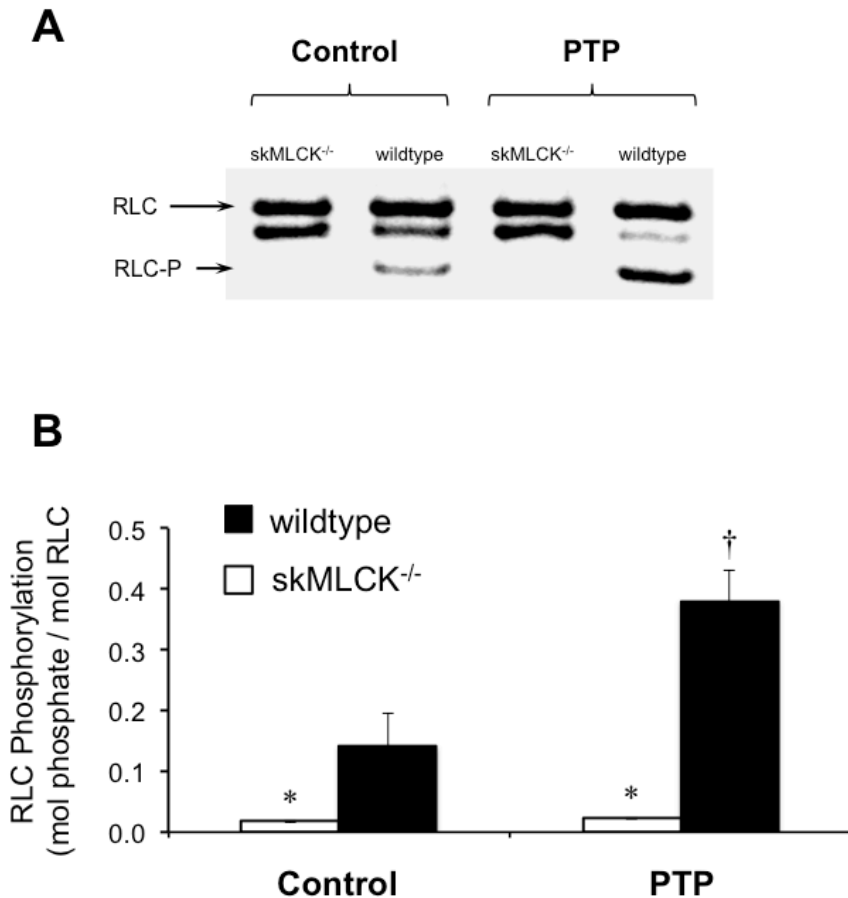 A
Control PTP
skMLCK-/- wildtype skMLCK-/- wildtype
RLC
RLC-P
B
RLC Phosphorylation
(mol phosphate / mol RLC
wildtype
skMLCK-/-
†
0.5
0.4
0.3
0.2
0.1
0.0
* *
Control PTP